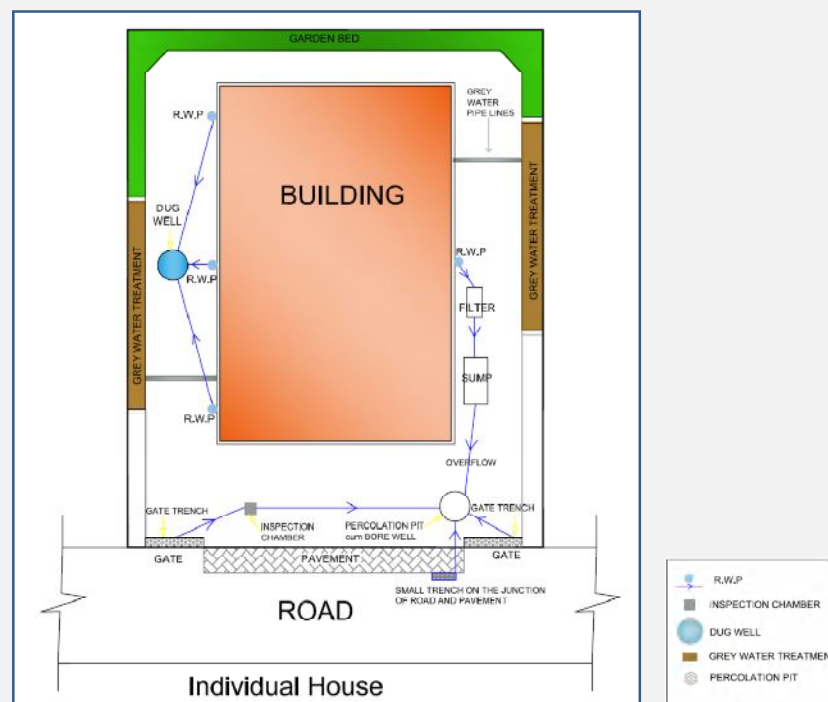 GARDEN BED
R.W.P
GREY
WATER
PIPE LINES
BUILDING
DUG
WELL
R.W.P
R.W.P
GREY WATER TREATMENT
GREY WATER TREATMENT
FILTER
SUMP
R.W.P
OVERFLOW
GATE TRENCH
INSPECTION
CHAMBER
PERCOLATION PIT
cum BORE WELL
GATE TRENCH
GATE
PAVEMENT
GATE
SMALL TRENCH ON THE JUNCTION
OF ROAD AND PAVEMENT
ROAD
Individual House
R.W.P
INSPECTION CHAMBER
DUG WELL
GREY WATER TREATMEN
PERCOLATION PIT